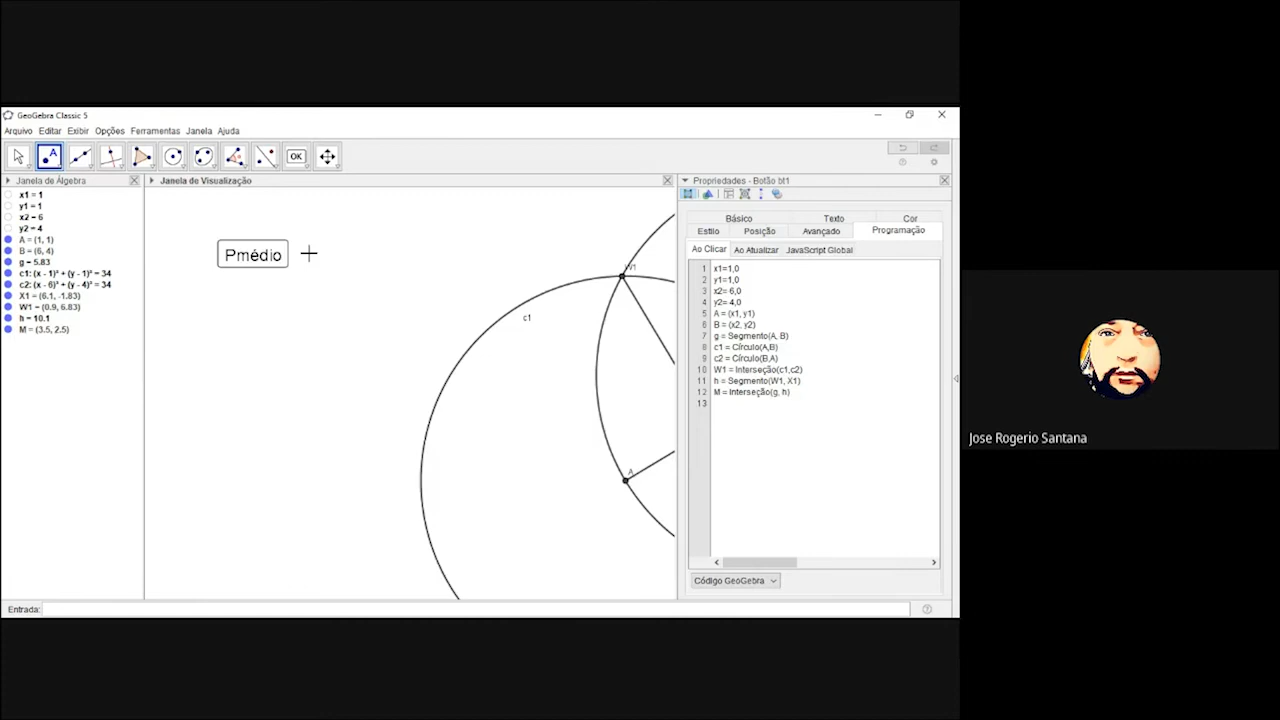 GeoGebra Classic 5
Arquivo Editar Exibir Opções Ferramentas Janela Ajuda
A
OK
Janela de Álgebra
Janela de Visualização
Propriedades - Botão bt1
x1 = 1
y1 = 1
x2 = 6
y2 = 4
A = (1, 1)
B = (6, 4)
g = 5.83
c1: (x - 1)² + (y - 1)² = 34
c2: (x - 6)² + (y - 4)² = 34
X1 = (6.1, -1.83)
W1 = (0.9, 6.83)
h = 10.1
M = (3.5, 2.5)
Pmédio
W1
c1
A
Básico Texto Cor
Estilo Posição Avançado Programação
Ao Clicar Ao Atualizar JavaScript Global
1 x1=1,0
2 y1=1,0
3 x2= 6,0
4 y2= 4,0
5 A = (x1, y1)
6 B = (x2, y2)
7 g = Segmento(A, B)
8 c1 = Círculo(A,B)
9 c2 = Círculo(B,A)
10 W1 = Interseção(c1,c2)
11 h = Segmento(W1, X1)
12 M = Interseção(g, h)
13
Código GeoGebra
Entrada:
Jose Rogerio Santana